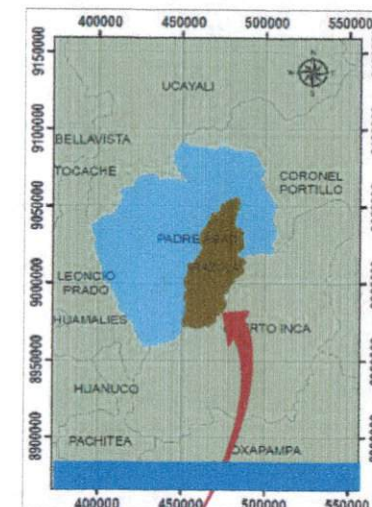 400000 450000 500000 550000
9150000
UCAYALI
9100000
BELLAVISTA
TOCACHE
CORONEL
PORTILLO
9050000
PADRE ABAD
LEONCIO
PRADO
9000000
HUAMALIES
ERTO INCA
8950000
HUANUCO
PACHITEA
8900000
OXAPAMPA
400000 450000 500000 550000